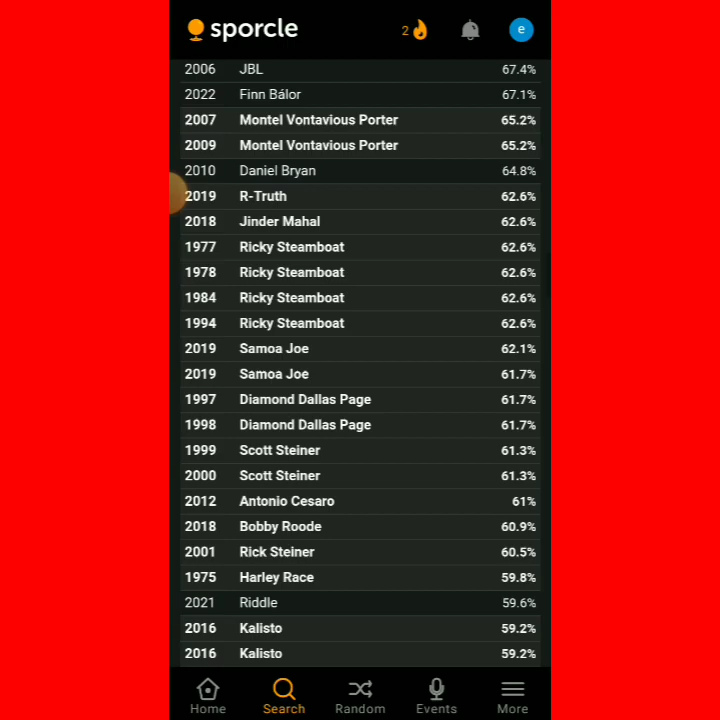 sporcle
2
e
2006 JBL 67.4%
2022 Finn Bálor 67.1%
2007 Montel Vontavious Porter 65.2%
2009 Montel Vontavious Porter 65.2%
2010 Daniel Bryan 64.8%
2019 R-Truth 62.6%
2018 Jinder Mahal 62.6%
1977 Ricky Steamboat 62.6%
1978 Ricky Steamboat 62.6%
1984 Ricky Steamboat 62.6%
1994 Ricky Steamboat 62.6%
2019 Samoa Joe 62.1%
2019 Samoa Joe 61.7%
1997 Diamond Dallas Page 61.7%
1998 Diamond Dallas Page 61.7%
1999 Scott Steiner 61.3%
2000 Scott Steiner 61.3%
2012 Antonio Cesaro 61%
2018 Bobby Roode 60.9%
2001 Rick Steiner 60.5%
1975 Harley Race 59.8%
2021 Riddle 59.6%
2016 Kalisto 59.2%
2016 Kalisto 59.2%
Home Search Random Events More